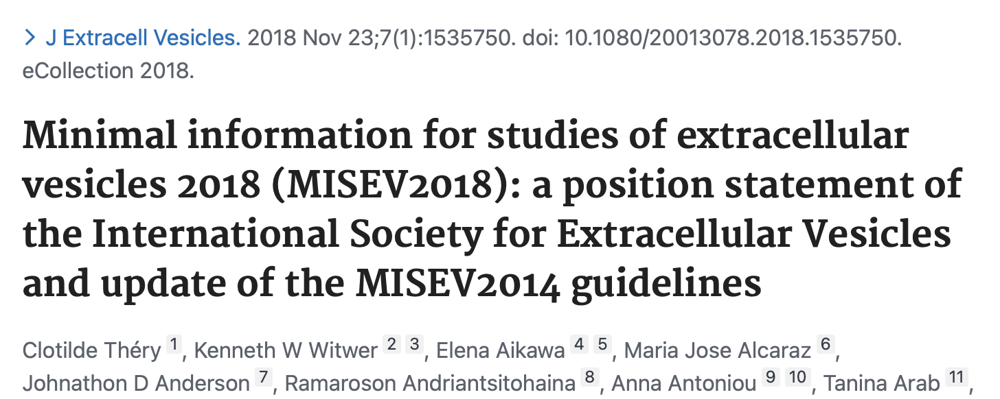 > J Extracell Vesicles. 2018 Nov 23;7(1):1535750. doi: 10.1080/20013078.2018.1535750.
eCollection 2018.
Minimal information for studies of extracellular
vesicles 2018 (MISEV2018): a position statement of
the International Society for Extracellular Vesicles
and update of the MISEV2014 guidelines
Clotilde Théry 1, Kenneth W Witwer 2 3, Elena Aikawa 4 5, Maria Jose Alcaraz 6,
Johnathon D Anderson 7, Ramaroson Andriantsitohaina 8, Anna Antoniou 9 10, Tanina Arab 11,